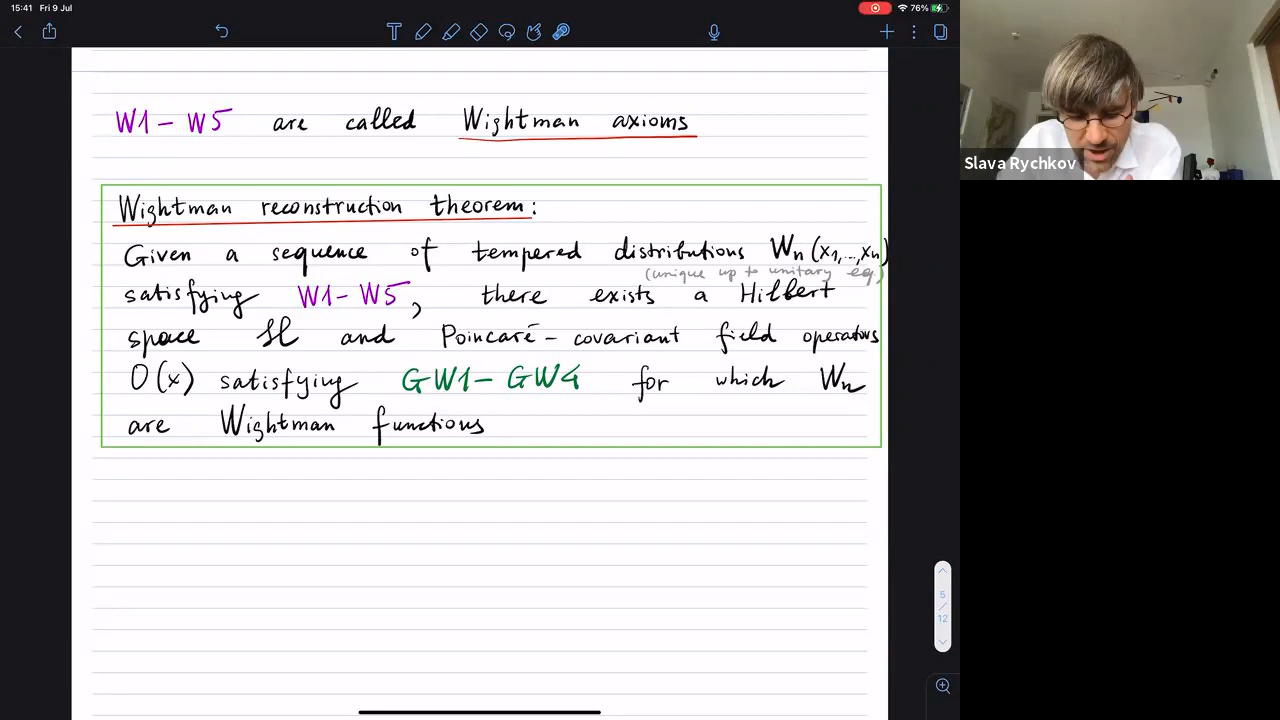 15:41 Fri 9 Jul
76%
W1 – W5 are called Wightman axioms
Wightman reconstruction theorem:
Given a sequence of tempered distributions Wn (x1,..,xn)
(unique up to unitary eq.)
satisfying W1 – W5, there exists a Hilbert
space ℋ and Poincaré – covariant field operators
O(x) satisfying GW1 – GW4 for which Wn
are Wightman functions
5
/
12
Slava Rychkov